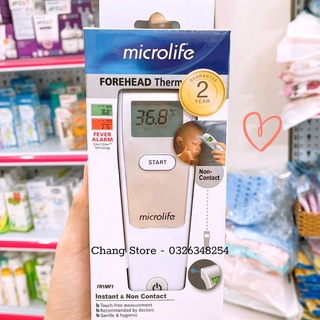 microlife
FOREHEAD Therm
GUARANTEE
2
YEAR
FEVER
ALARM
36.8°C
START
Non-
Contact
microlife
Chang Store - 0326348254
FR1MF1
Instant & Non Contact
Touch-free measurement
Recommended by doctors
Gentle & hygienic